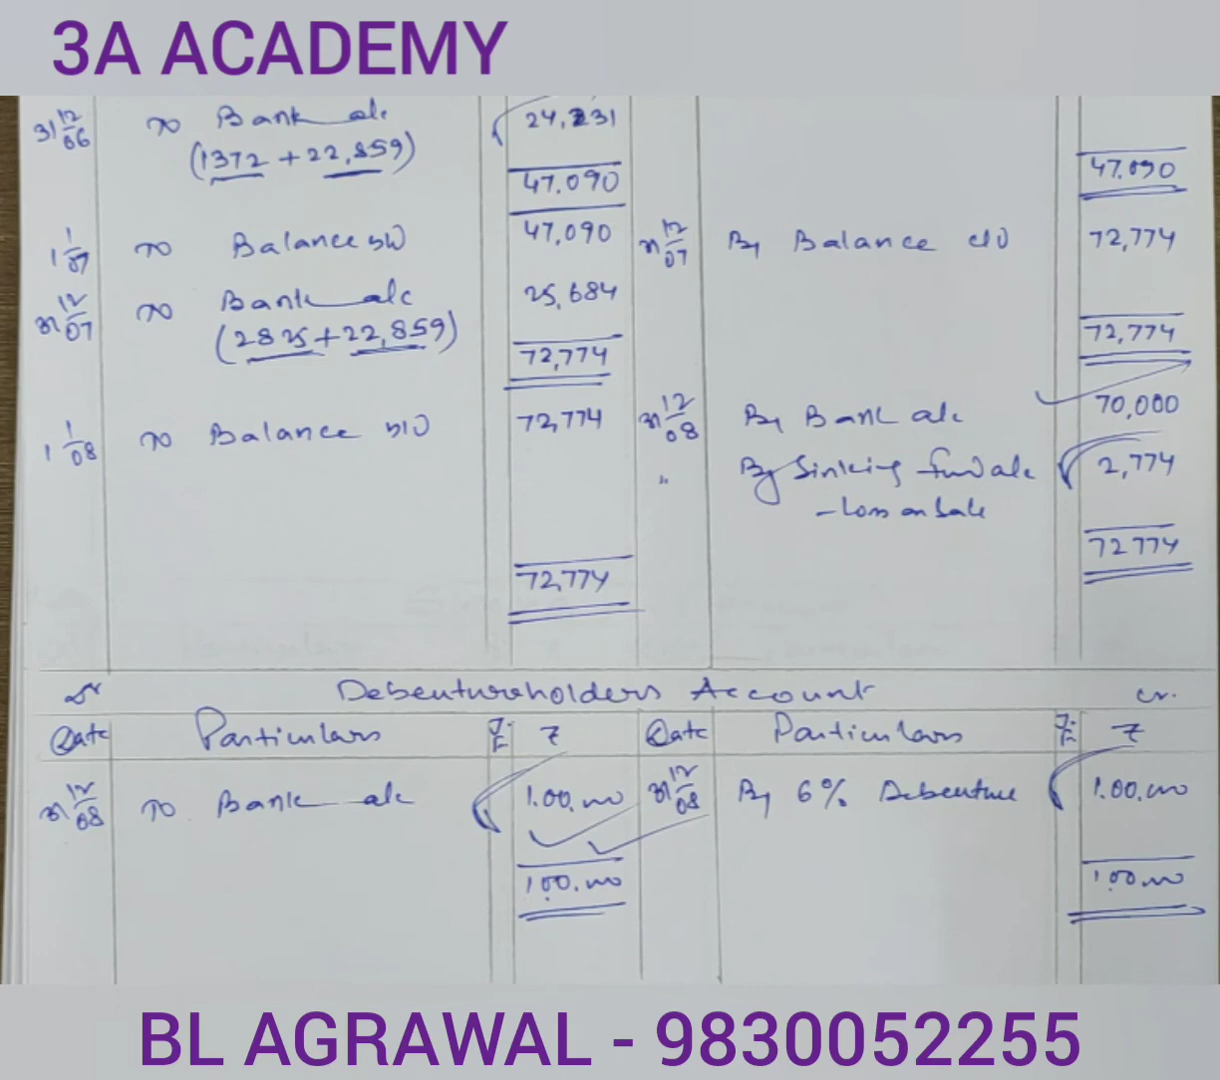 3A ACADEMY
31 12/06 To Bank a/c 24,231
(1372 + 22,859)
47,090 47,090
1 1/07 To Balance b/D 47,090 31 12/07 By Balance c/D 72,774
31 12/07 To Bank a/c 25,684
(2825 + 22,859)
72,774 72,774
1 1/08 To Balance b/D 72,774 31 12/08 By Bank a/c 70,000
" By Sinking Fund a/c 2,774
- Loss on Sale
72,774 72774
Dr Debentureholders Account Cr.
Date Particulars J.F. ₹ Date Particulars J.F. ₹
31 12/08 To Bank a/c 1,00,000 31 12/08 By 6% Debenture 1,00,000
1,00,000 1,00,000
BL AGRAWAL - 9830052255